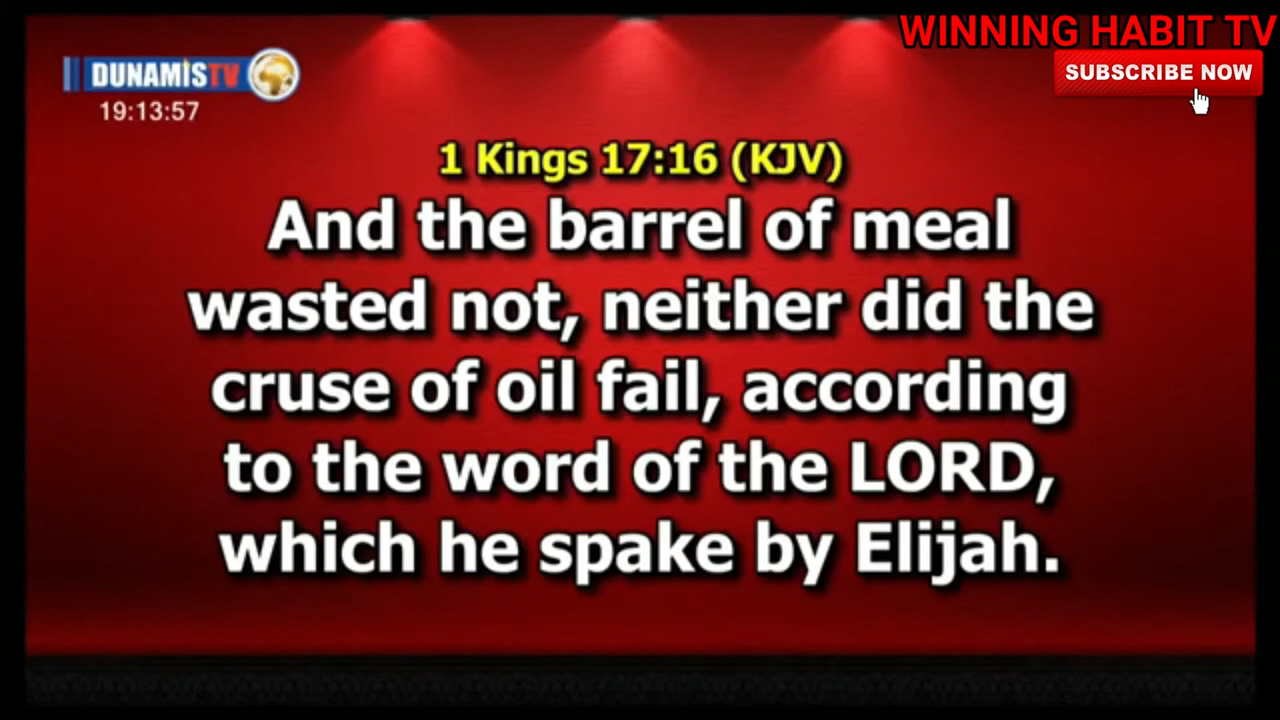 WINNING HABIT TV
DUNAMIS TV
SUBSCRIBE NOW
19:13:57
1 Kings 17:16 (KJV)
And the barrel of meal
wasted not, neither did the
cruse of oil fail, according
to the word of the LORD,
which he spake by Elijah.